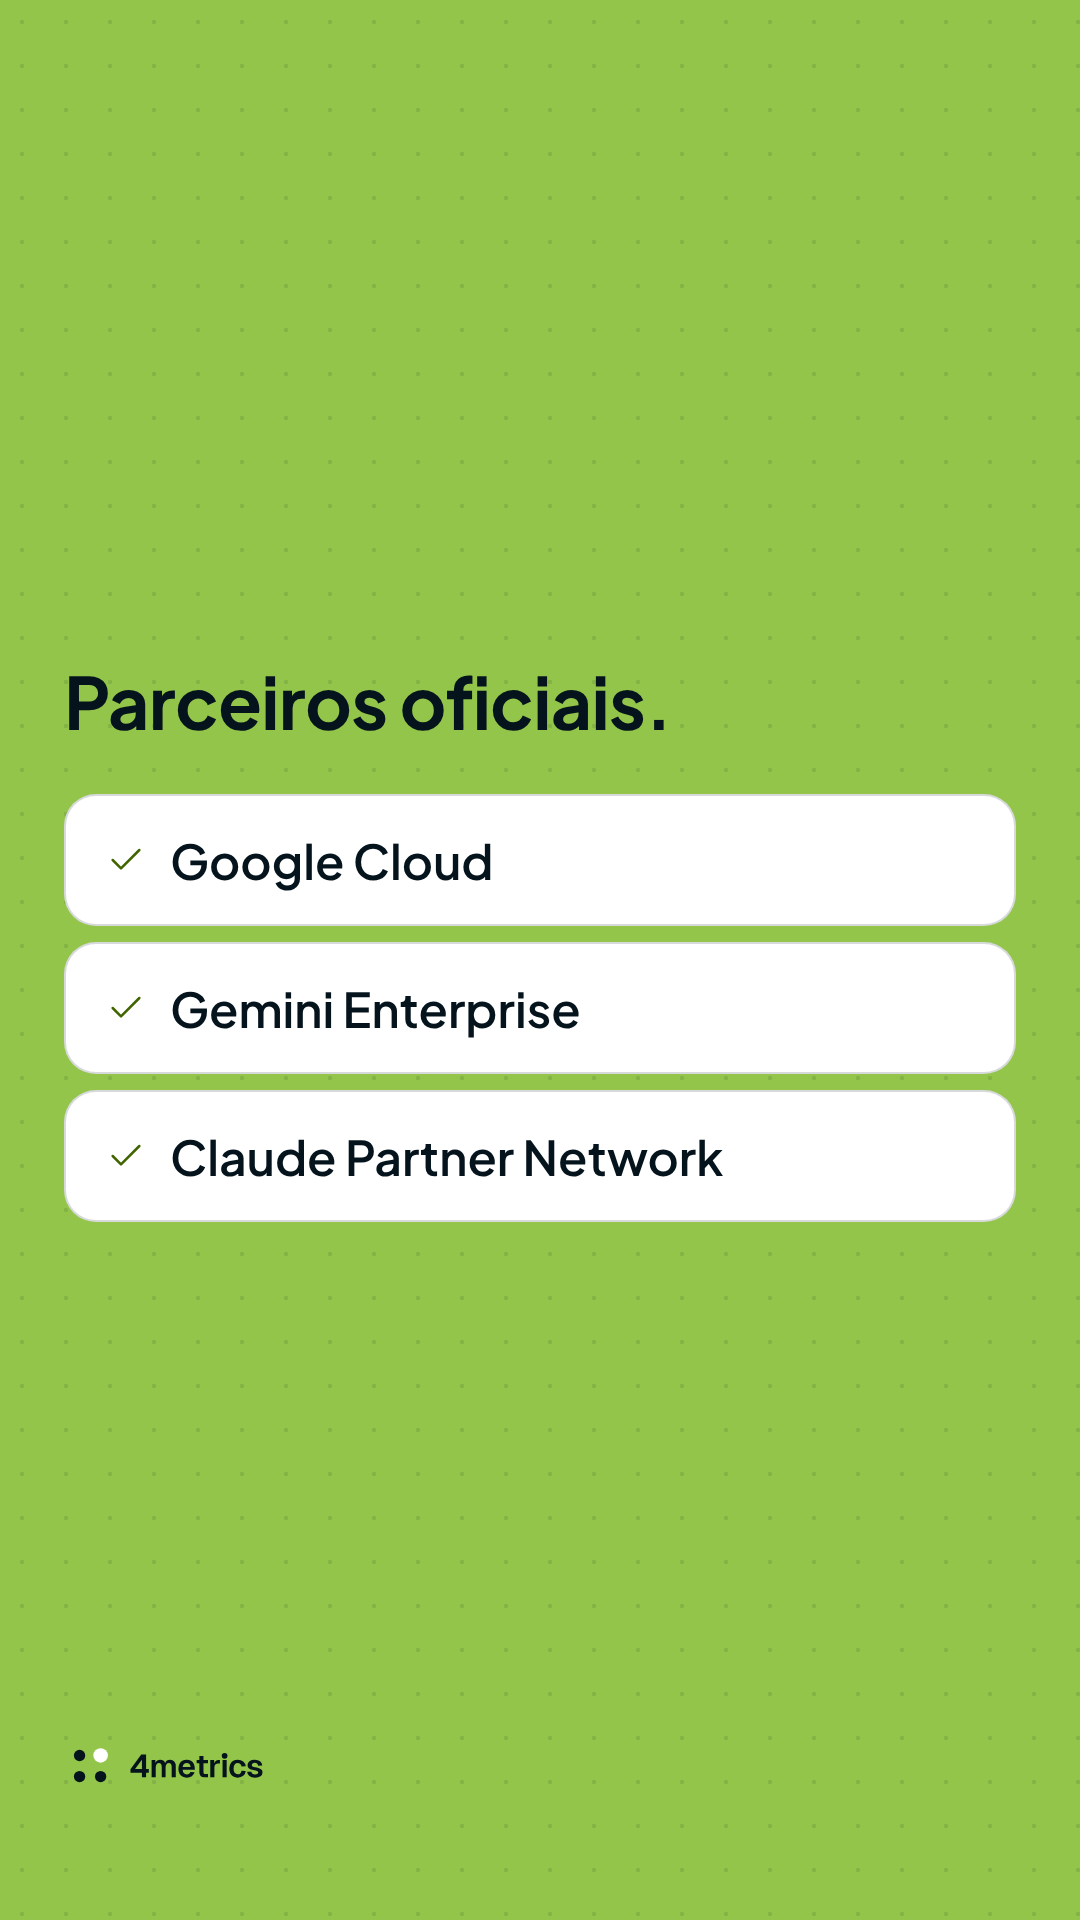 Parceiros oficiais.
Google Cloud
Gemini Enterprise
Claude Partner Network
4metrics